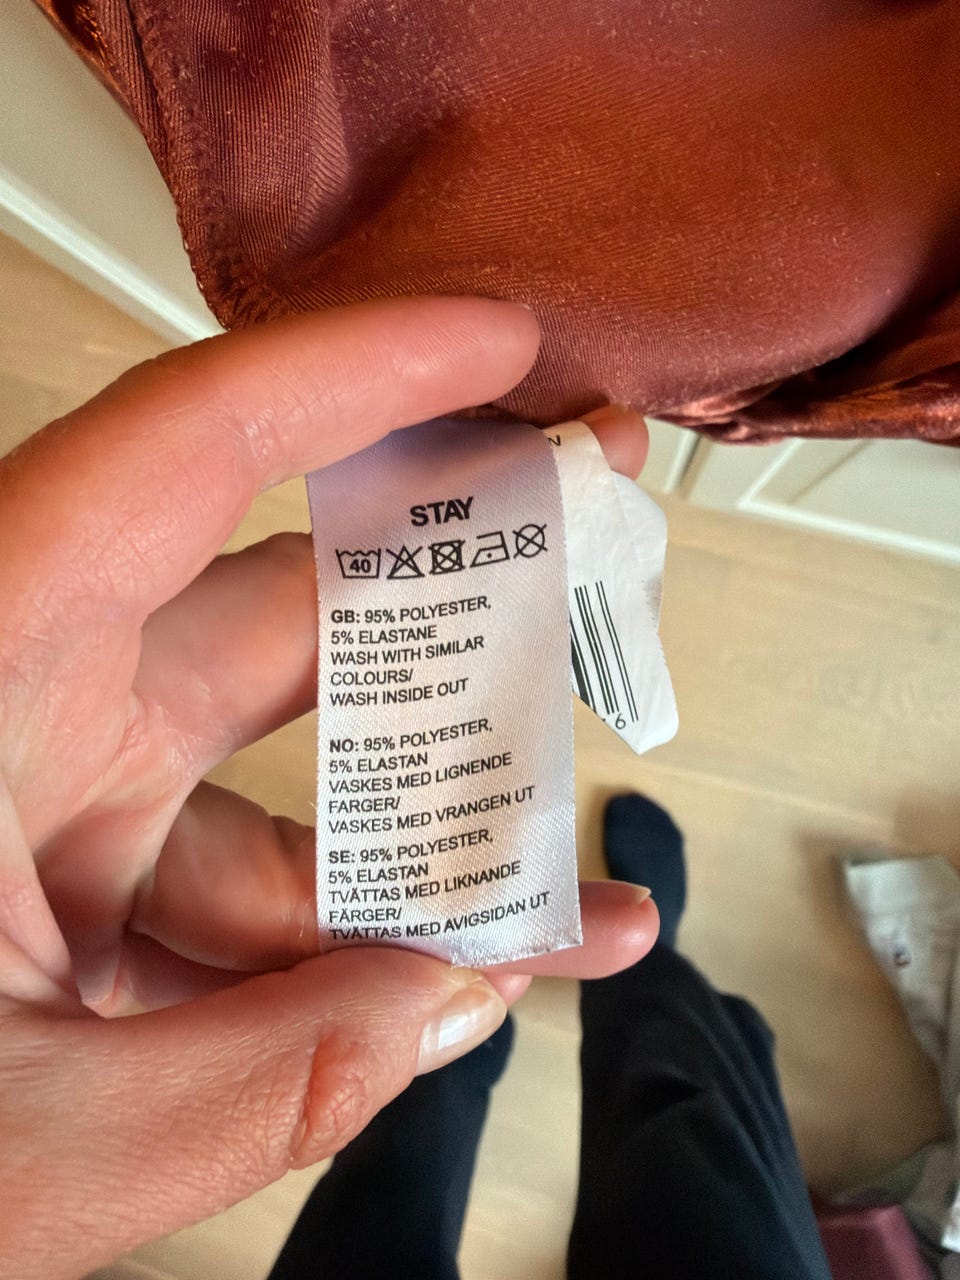 STAY
40
GB: 95% POLYESTER,
5% ELASTANE
WASH WITH SIMILAR
COLOURS/
WASH INSIDE OUT
NO: 95% POLYESTER,
5% ELASTAN
VASKES MED LIGNENDE
FARGER/
VASKES MED VRANGEN UT
SE: 95% POLYESTER,
5% ELASTAN
TVÄTTAS MED LIKNANDE
FÄRGER/
TVÄTTAS MED AVIGSIDAN UT
N
6